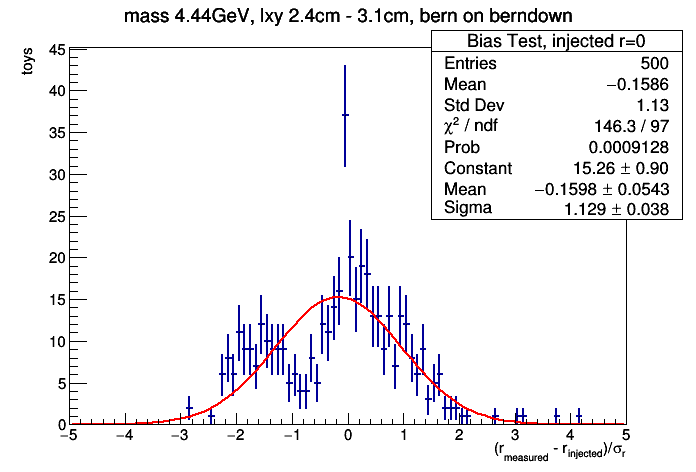 mass 4.44GeV, lxy 2.4cm - 3.1cm, bern on berndown
Bias Test, injected r=0
Entries 500
Mean −0.1586
Std Dev 1.13
χ² / ndf 146.3 / 97
Prob 0.0009128
Constant 15.26 ± 0.90
Mean −0.1598 ± 0.0543
Sigma 1.129 ± 0.038
toys
45
40
35
30
25
20
15
10
5
0
−5 −4 −3 −2 −1 0 1 2 3 4 5
(r_measured - r_injected)/σ_r